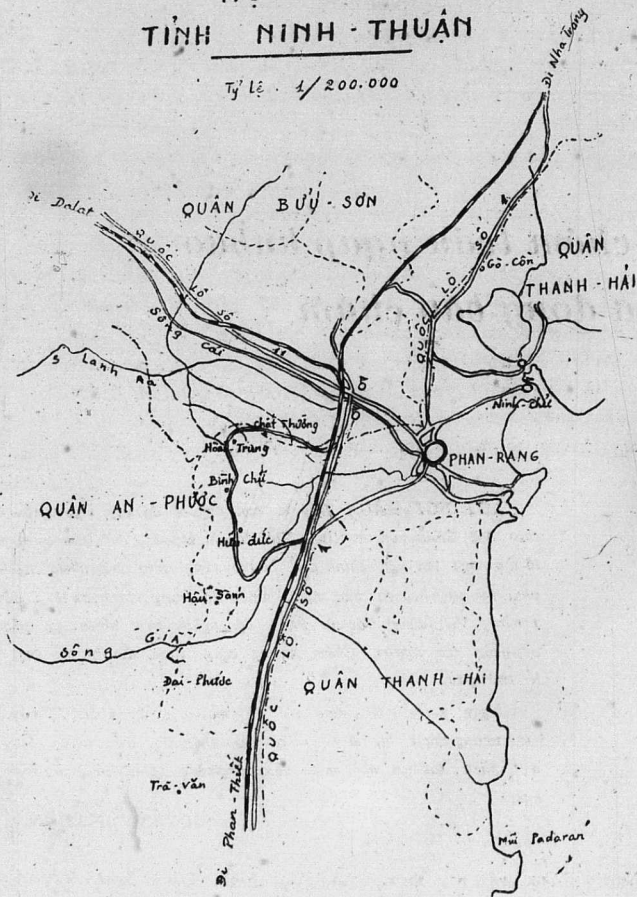 TỈNH NINH-THUẬN
Tỷ lệ 1/200.000
Đi Nha Trang
Đi Dalat
QUẬN BỬU-SƠN
QUỐC LỘ SỐ 11
QUỐC LỘ SỐ
Gò-Côn
QUẬN
THANH-HẢI
Sông Cái
S Lanh Ra
Ninh-Chữ
Chất Thường
Hoài-Trung
PHAN-RANG
Bình Chữ
QUẬN AN-PHƯỚC
Hữu-đức
Hậu-Sanh
Sông GIA
Đại-Phước
QUẬN THANH HẢI
QUỐC LỘ SỐ
Trà-Văn
Đi Phan-Thiết
Mũi Padaran